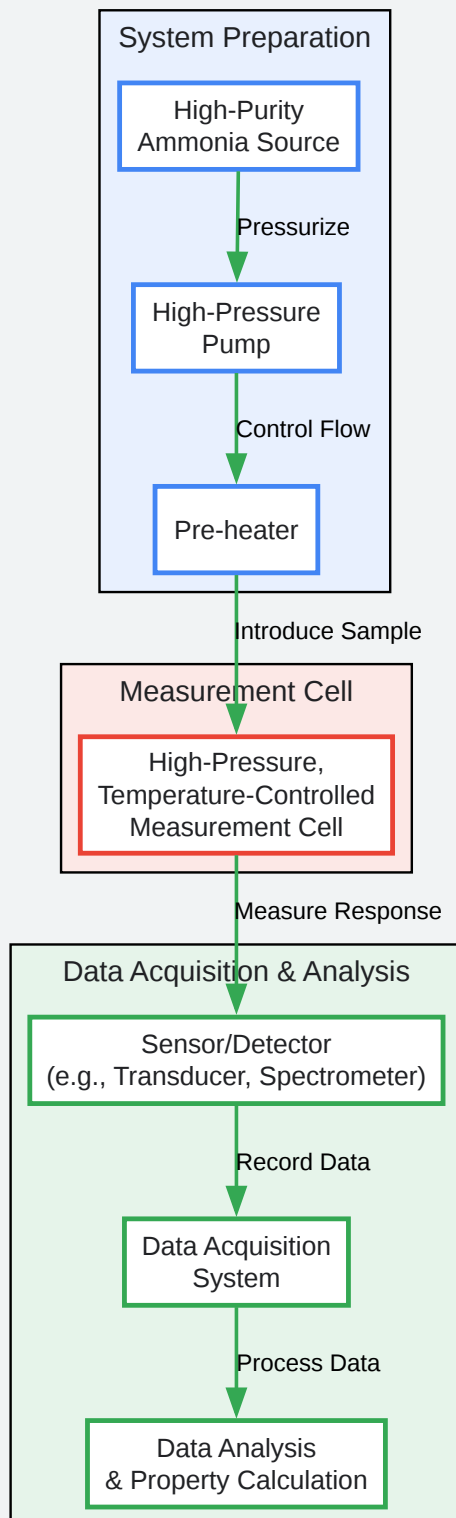 System Preparation
High-Purity
Ammonia Source
Pressurize
High-Pressure
Pump
Control Flow
Pre-heater
Introduce Sample
Measurement Cell
High-Pressure,
Temperature-Controlled
Measurement Cell
Measure Response
Data Acquisition & Analysis
Sensor/Detector
(e.g., Transducer, Spectrometer)
Record Data
Data Acquisition
System
Process Data
Data Analysis
& Property Calculation